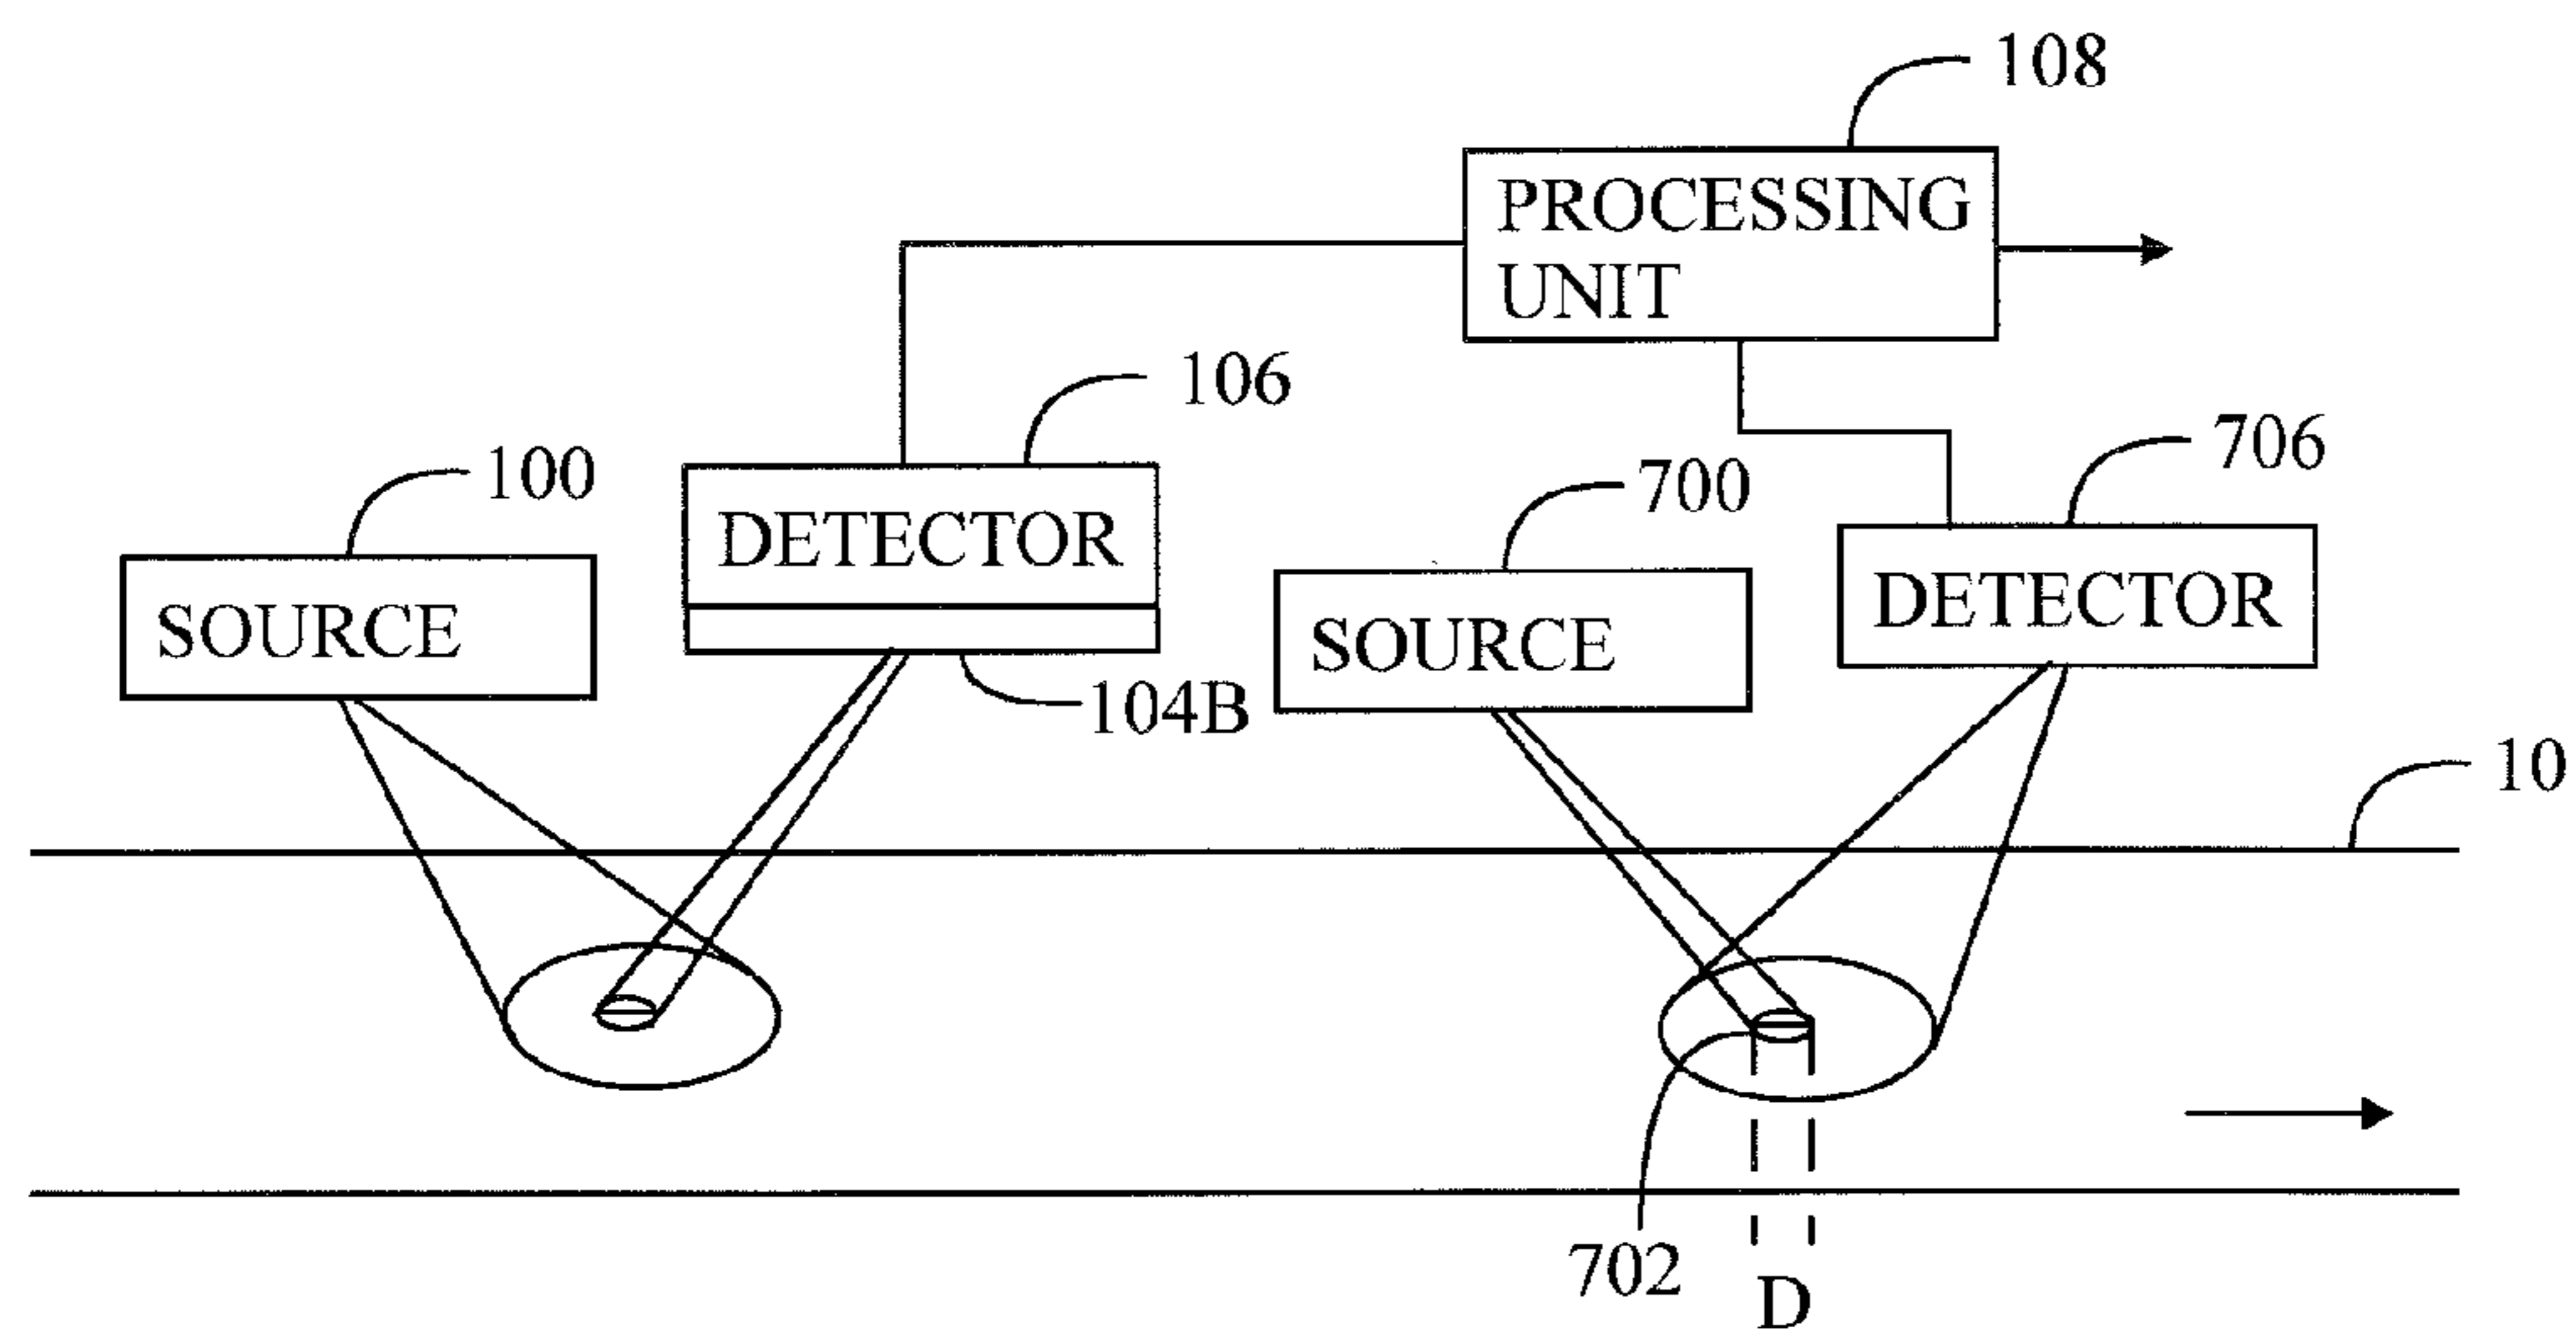 108
PROCESSING
UNIT
106
100
DETECTOR
700
706
SOURCE
SOURCE
DETECTOR
104B
10
702
D